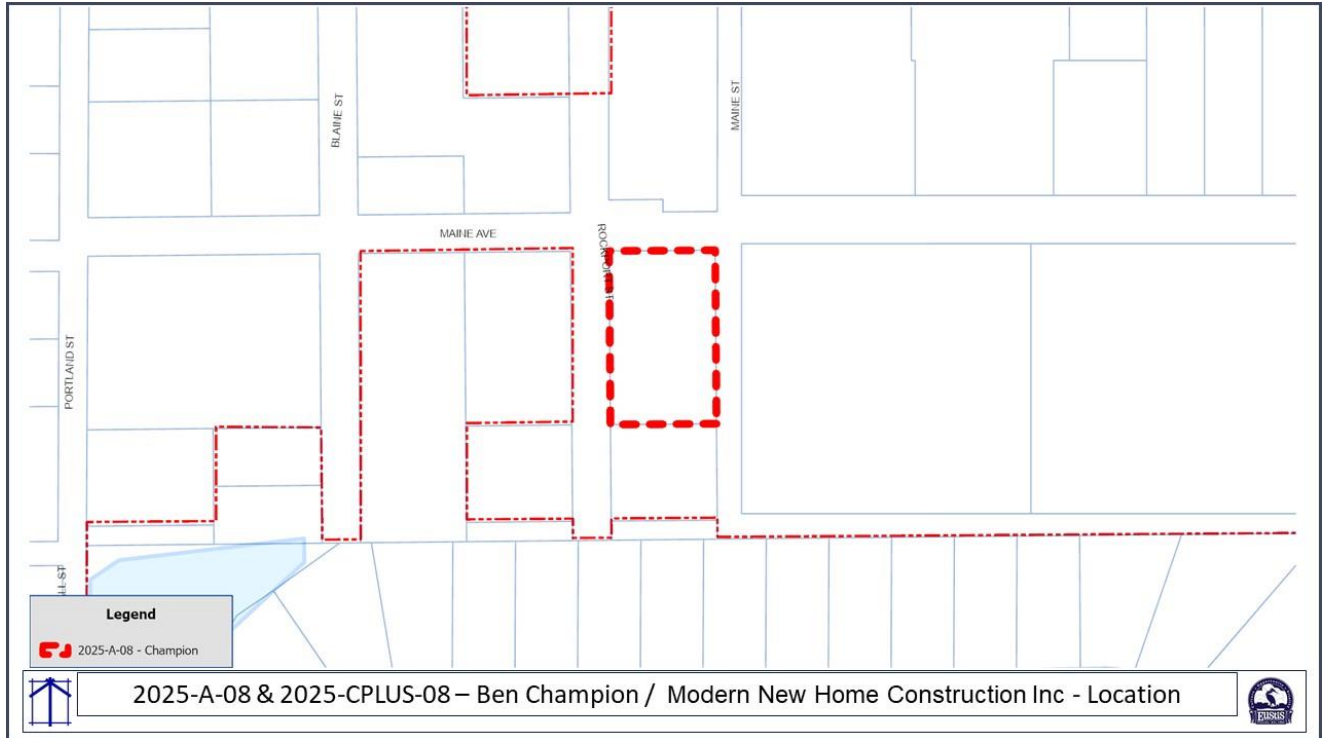 BLAINE ST
MAINE ST
MAINE AVE
PORTLAND ST
Legend
2025-A-08 - Champion
2025-A-08 & 2025-CPLUS-08 – Ben Champion / Modern New Home Construction Inc - Location
EUSTIS